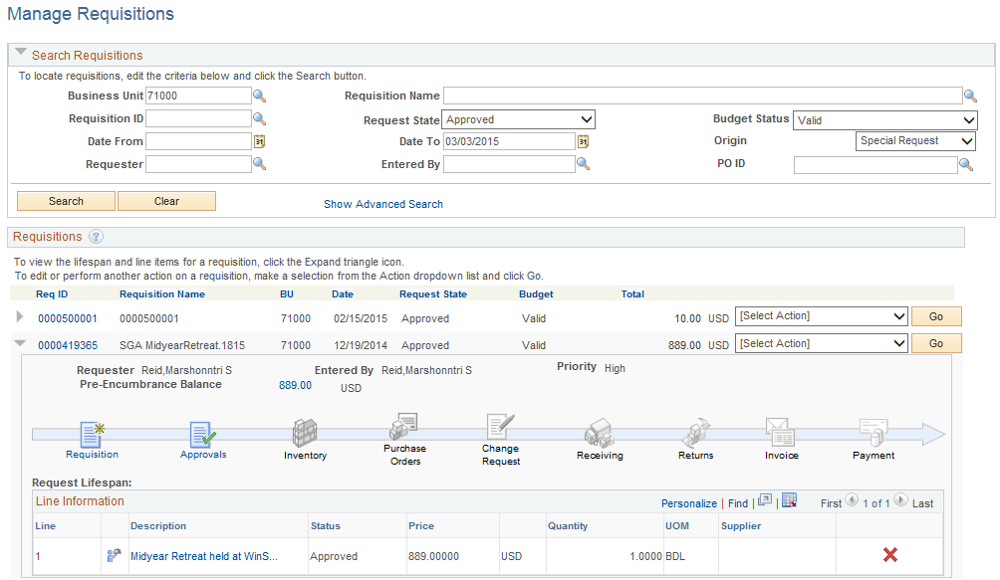 Manage Requisitions
Search Requisitions
To locate requisitions, edit the criteria below and click the Search button.
Business Unit 71000 Requisition Name
Requisition ID Request State Approved Budget Status Valid
Date From 31 Date To 03/03/2015 31 Origin Special Request
Requester Entered By PO ID
Search Clear Show Advanced Search
Requisitions ?
To view the lifespan and line items for a requisition, click the Expand triangle icon.
To edit or perform another action on a requisition, make a selection from the Action dropdown list and click Go.
Req ID Requisition Name BU Date Request State Budget Total
0000500001 0000500001 71000 02/15/2015 Approved Valid 10.00 USD [Select Action] Go
0000419365 SGA MidyearRetreat.1815 71000 12/19/2014 Approved Valid 889.00 USD [Select Action] Go
Requester Reid,Marshonntri S Entered By Reid,Marshonntri S Priority High
Pre-Encumbrance Balance 889.00 USD
Requisition Approvals Inventory Purchase Orders Change Request Receiving Returns Invoice Payment
Request Lifespan:
Line Information Personalize | Find | | First 1 of 1 Last
Line Description Status Price Quantity UOM Supplier
1 Midyear Retreat held at WinS... Approved 889.00000 USD 1.0000 BDL